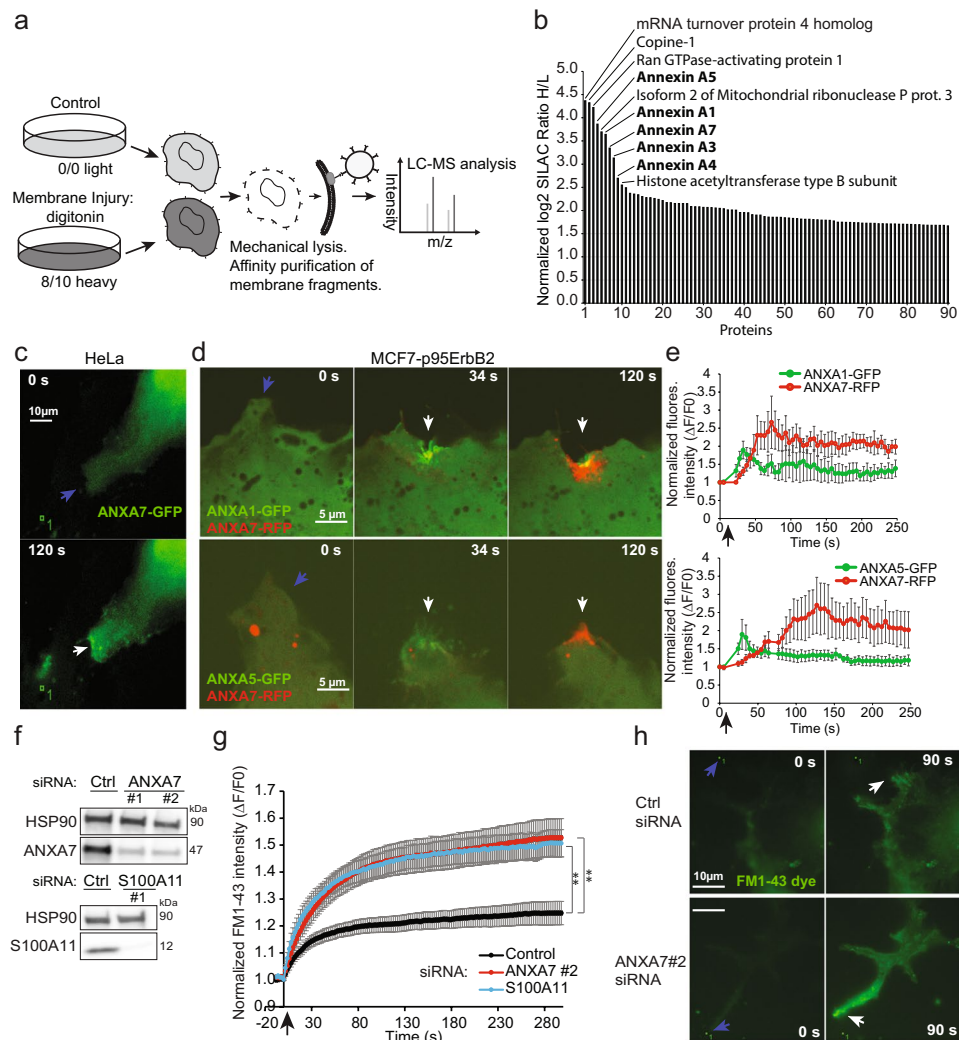 a
Control
0/0 light
Membrane Injury:
digitonin
8/10 heavy
Mechanical lysis.
Affinity purification of
membrane fragments.
LC-MS analysis
Intensity
m/z
b
mRNA turnover protein 4 homolog
Copine-1
Ran GTPase-activating protein 1
Annexin A5
Isoform 2 of Mitochondrial ribonuclease P prot. 3
Annexin A1
Annexin A7
Annexin A3
Annexin A4
Histone acetyltransferase type B subunit
Normalized log2 SILAC Ratio H/L
5.0
4.5
4.0
3.5
3.0
2.5
2.0
1.5
1.0
0.5
0.0
1 10 20 30 40 50 60 70 80 90
Proteins
c
HeLa
0 s
10µm
ANXA7-GFP
1
120 s
1
d
MCF7-p95ErbB2
0 s
34 s
120 s
ANXA1-GFP
ANXA7-RFP
5 µm
0 s
34 s
120 s
ANXA5-GFP
ANXA7-RFP
5 µm
e
ANXA1-GFP
ANXA7-RFP
Normalized fluores.
intensity (ΔF/F0)
4
3.5
3
2.5
2
1.5
1
0.5
0
0 50 100 150 200 250
Time (s)
ANXA5-GFP
ANXA7-RFP
Normalized fluores.
intensity (ΔF/F0)
4
3.5
3
2.5
2
1.5
1
0.5
0
0 50 100 150 200 250
Time (s)
f
siRNA: Ctrl ANXA7
#1 #2
kDa
HSP90 90
ANXA7 47
siRNA: Ctrl S100A11
#1
kDa
HSP90 90
S100A11 12
g
Normalized FM1-43 intensity (ΔF/F0)
1.6
1.5
1.4
1.3
1.2
1.1
1.0
0.9
-20 30 80 130 180 230 280
Time (s)
**
**
siRNA:
Control
ANXA7 #2
S100A11
h
Ctrl
siRNA
1
0 s
90 s
10µm
FM1-43 dye
ANXA7#2
siRNA
1
0 s
90 s